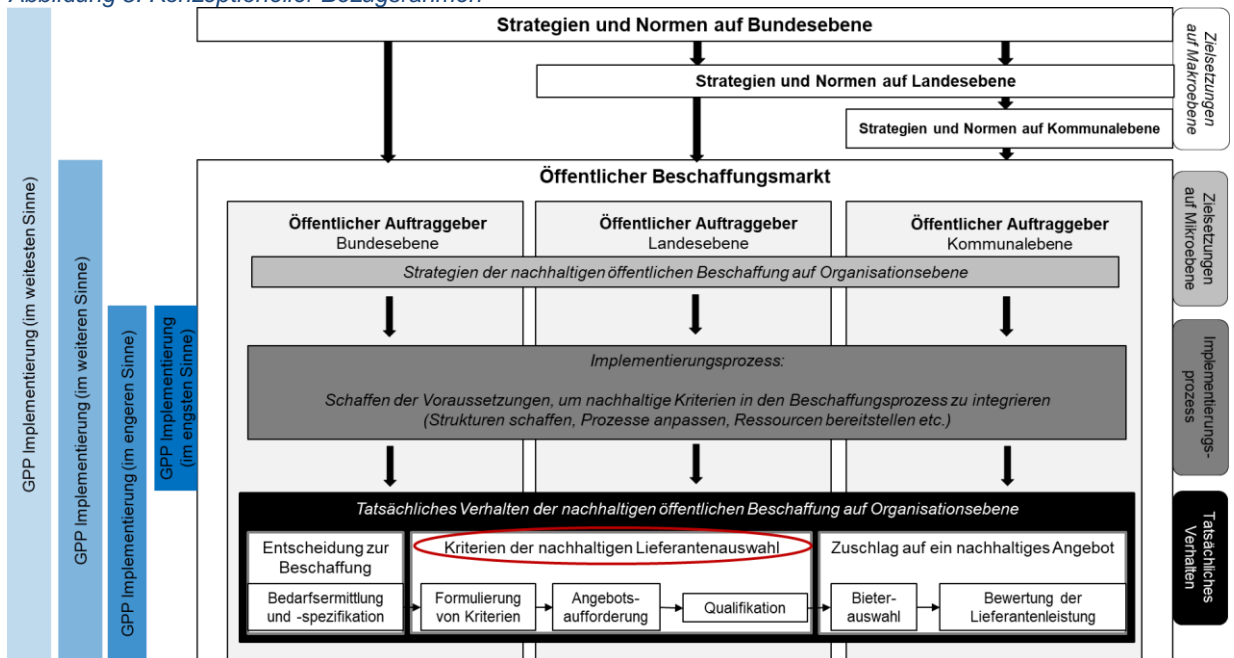 Abbildung 3: Konzeptioneller Bezugsrahmen
Strategien und Normen auf Bundesebene
Strategien und Normen auf Landesebene
Strategien und Normen auf Kommunalebene
Zielsetzungen
auf Makroebene
Öffentlicher Beschaffungsmarkt
Öffentlicher Auftraggeber
Bundesebene
Öffentlicher Auftraggeber
Landesebene
Öffentlicher Auftraggeber
Kommunalebene
Strategien der nachhaltigen öffentlichen Beschaffung auf Organisationsebene
Zielsetzungen
auf Mikroebene
Implementierungsprozess:
Schaffen der Voraussetzungen, um nachhaltige Kriterien in den Beschaffungsprozess zu integrieren
(Strukturen schaffen, Prozesse anpassen, Ressourcen bereitstellen etc.)
Implementierungs-
prozess
Tatsächliches Verhalten der nachhaltigen öffentlichen Beschaffung auf Organisationsebene
Entscheidung zur
Beschaffung
Kriterien der nachhaltigen Lieferantenauswahl
Zuschlag auf ein nachhaltiges Angebot
Bedarfsermittlung
und -spezifikation
Formulierung
von Kriterien
Angebots-
aufforderung
Qualifikation
Bieter-
auswahl
Bewertung der
Lieferantenleistung
Tatsächliches
Verhalten
GPP Implementierung (im weitesten Sinne)
GPP Implementierung (im weiteren Sinne)
GPP Implementierung (im engeren Sinne)
GPP Implementierung
(im engsten Sinne)